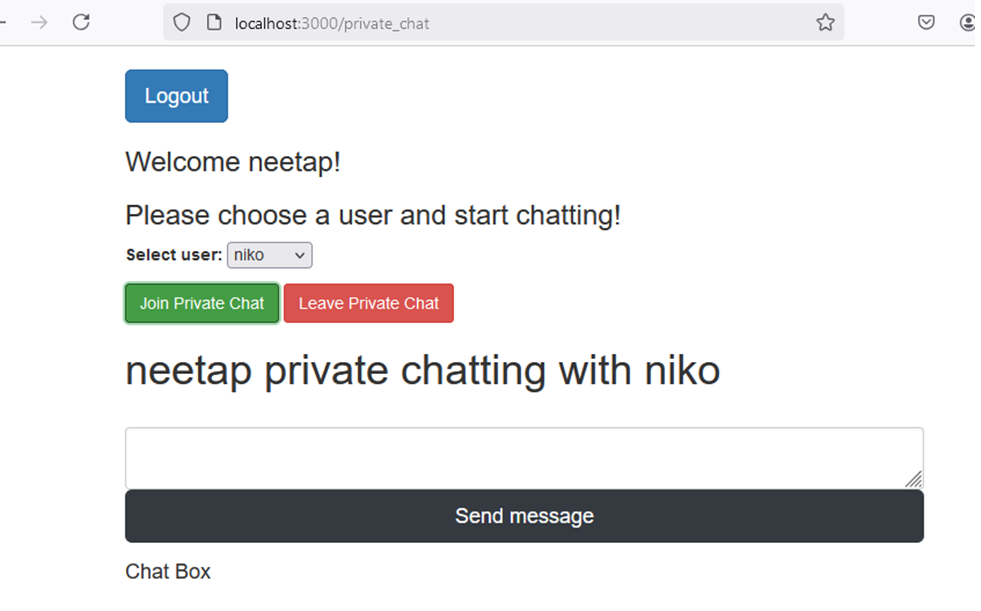 localhost:3000/private_chat
Logout
Welcome neetap!
Please choose a user and start chatting!
Select user: niko
Join Private Chat Leave Private Chat
neetap private chatting with niko
Send message
Chat Box